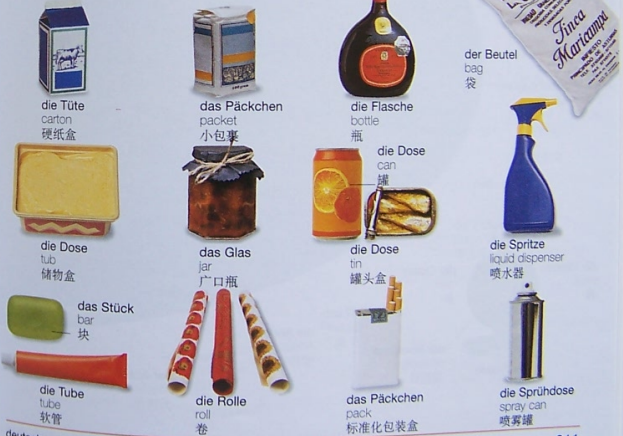 Finca
Maricampa
der Beutel
bag
袋
die Tüte
carton
硬纸盒
das Päckchen
packet
小包裹
die Flasche
bottle
瓶
die Dose
can
罐
die Dose
tub
储物盒
das Glas
jar
广口瓶
die Dose
tin
罐头盒
die Spritze
liquid dispenser
喷水器
das Stück
bar
块
die Tube
tube
软管
die Rolle
roll
卷
das Päckchen
pack
标准化包装盒
die Sprühdose
spray can
喷雾罐